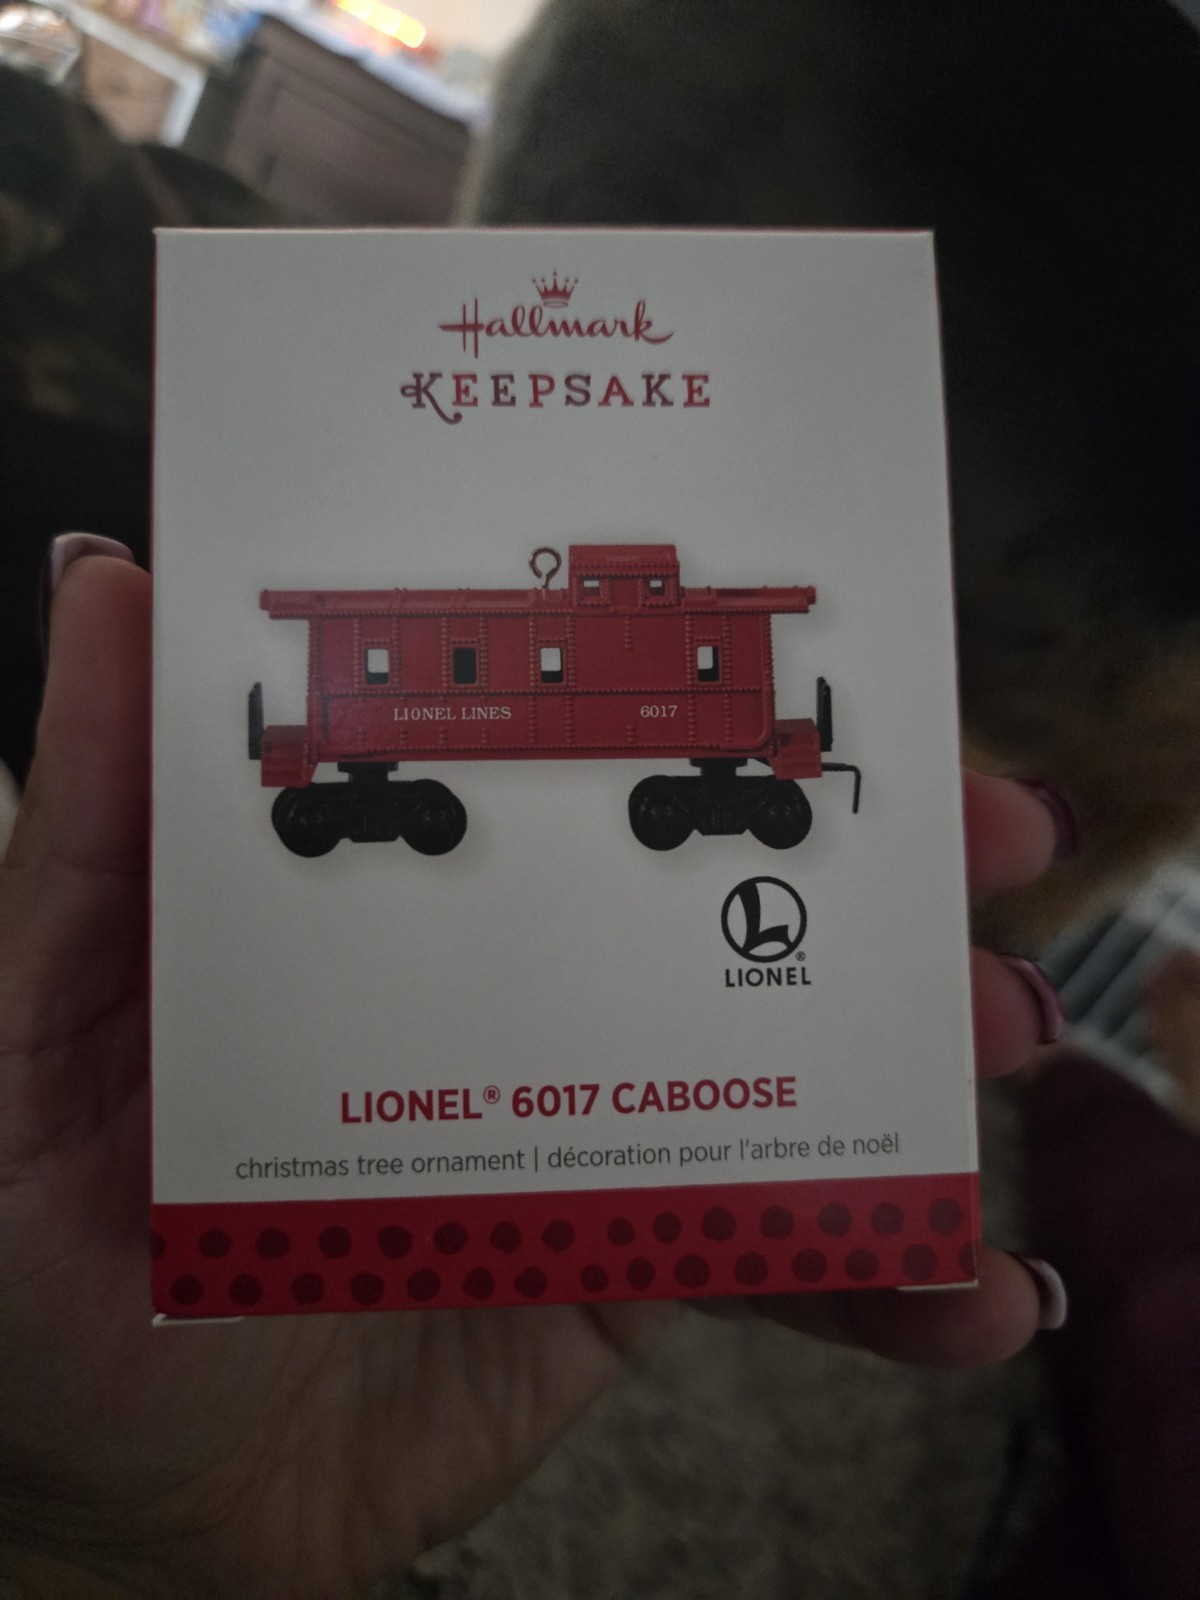 Hallmark
KEEPSAKE
LIONEL LINES 6017
L
®
LIONEL
LIONEL® 6017 CABOOSE
christmas tree ornament | décoration pour l'arbre de noël